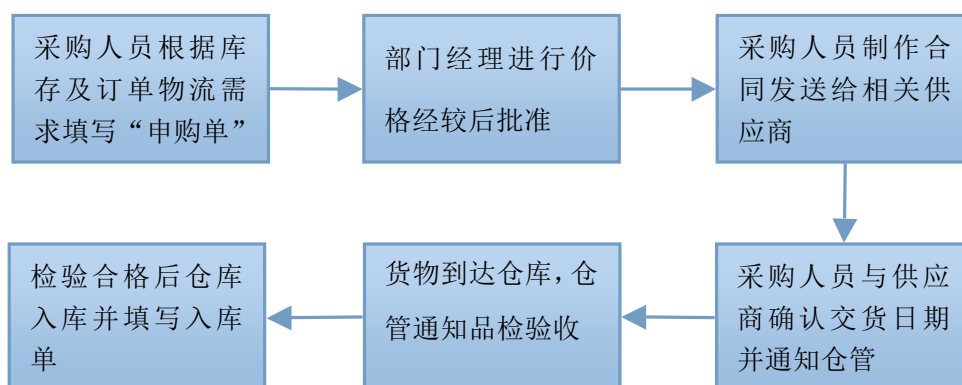 采购人员根据库
存及订单物流需
求填写“申购单”
部门经理进行价
格经较后批准
采购人员制作合
同发送给相关供
应商
采购人员与供应
商确认交货日期
并通知仓管
货物到达仓库，仓
管通知品检验收
检验合格后仓库
入库并填写入库
单